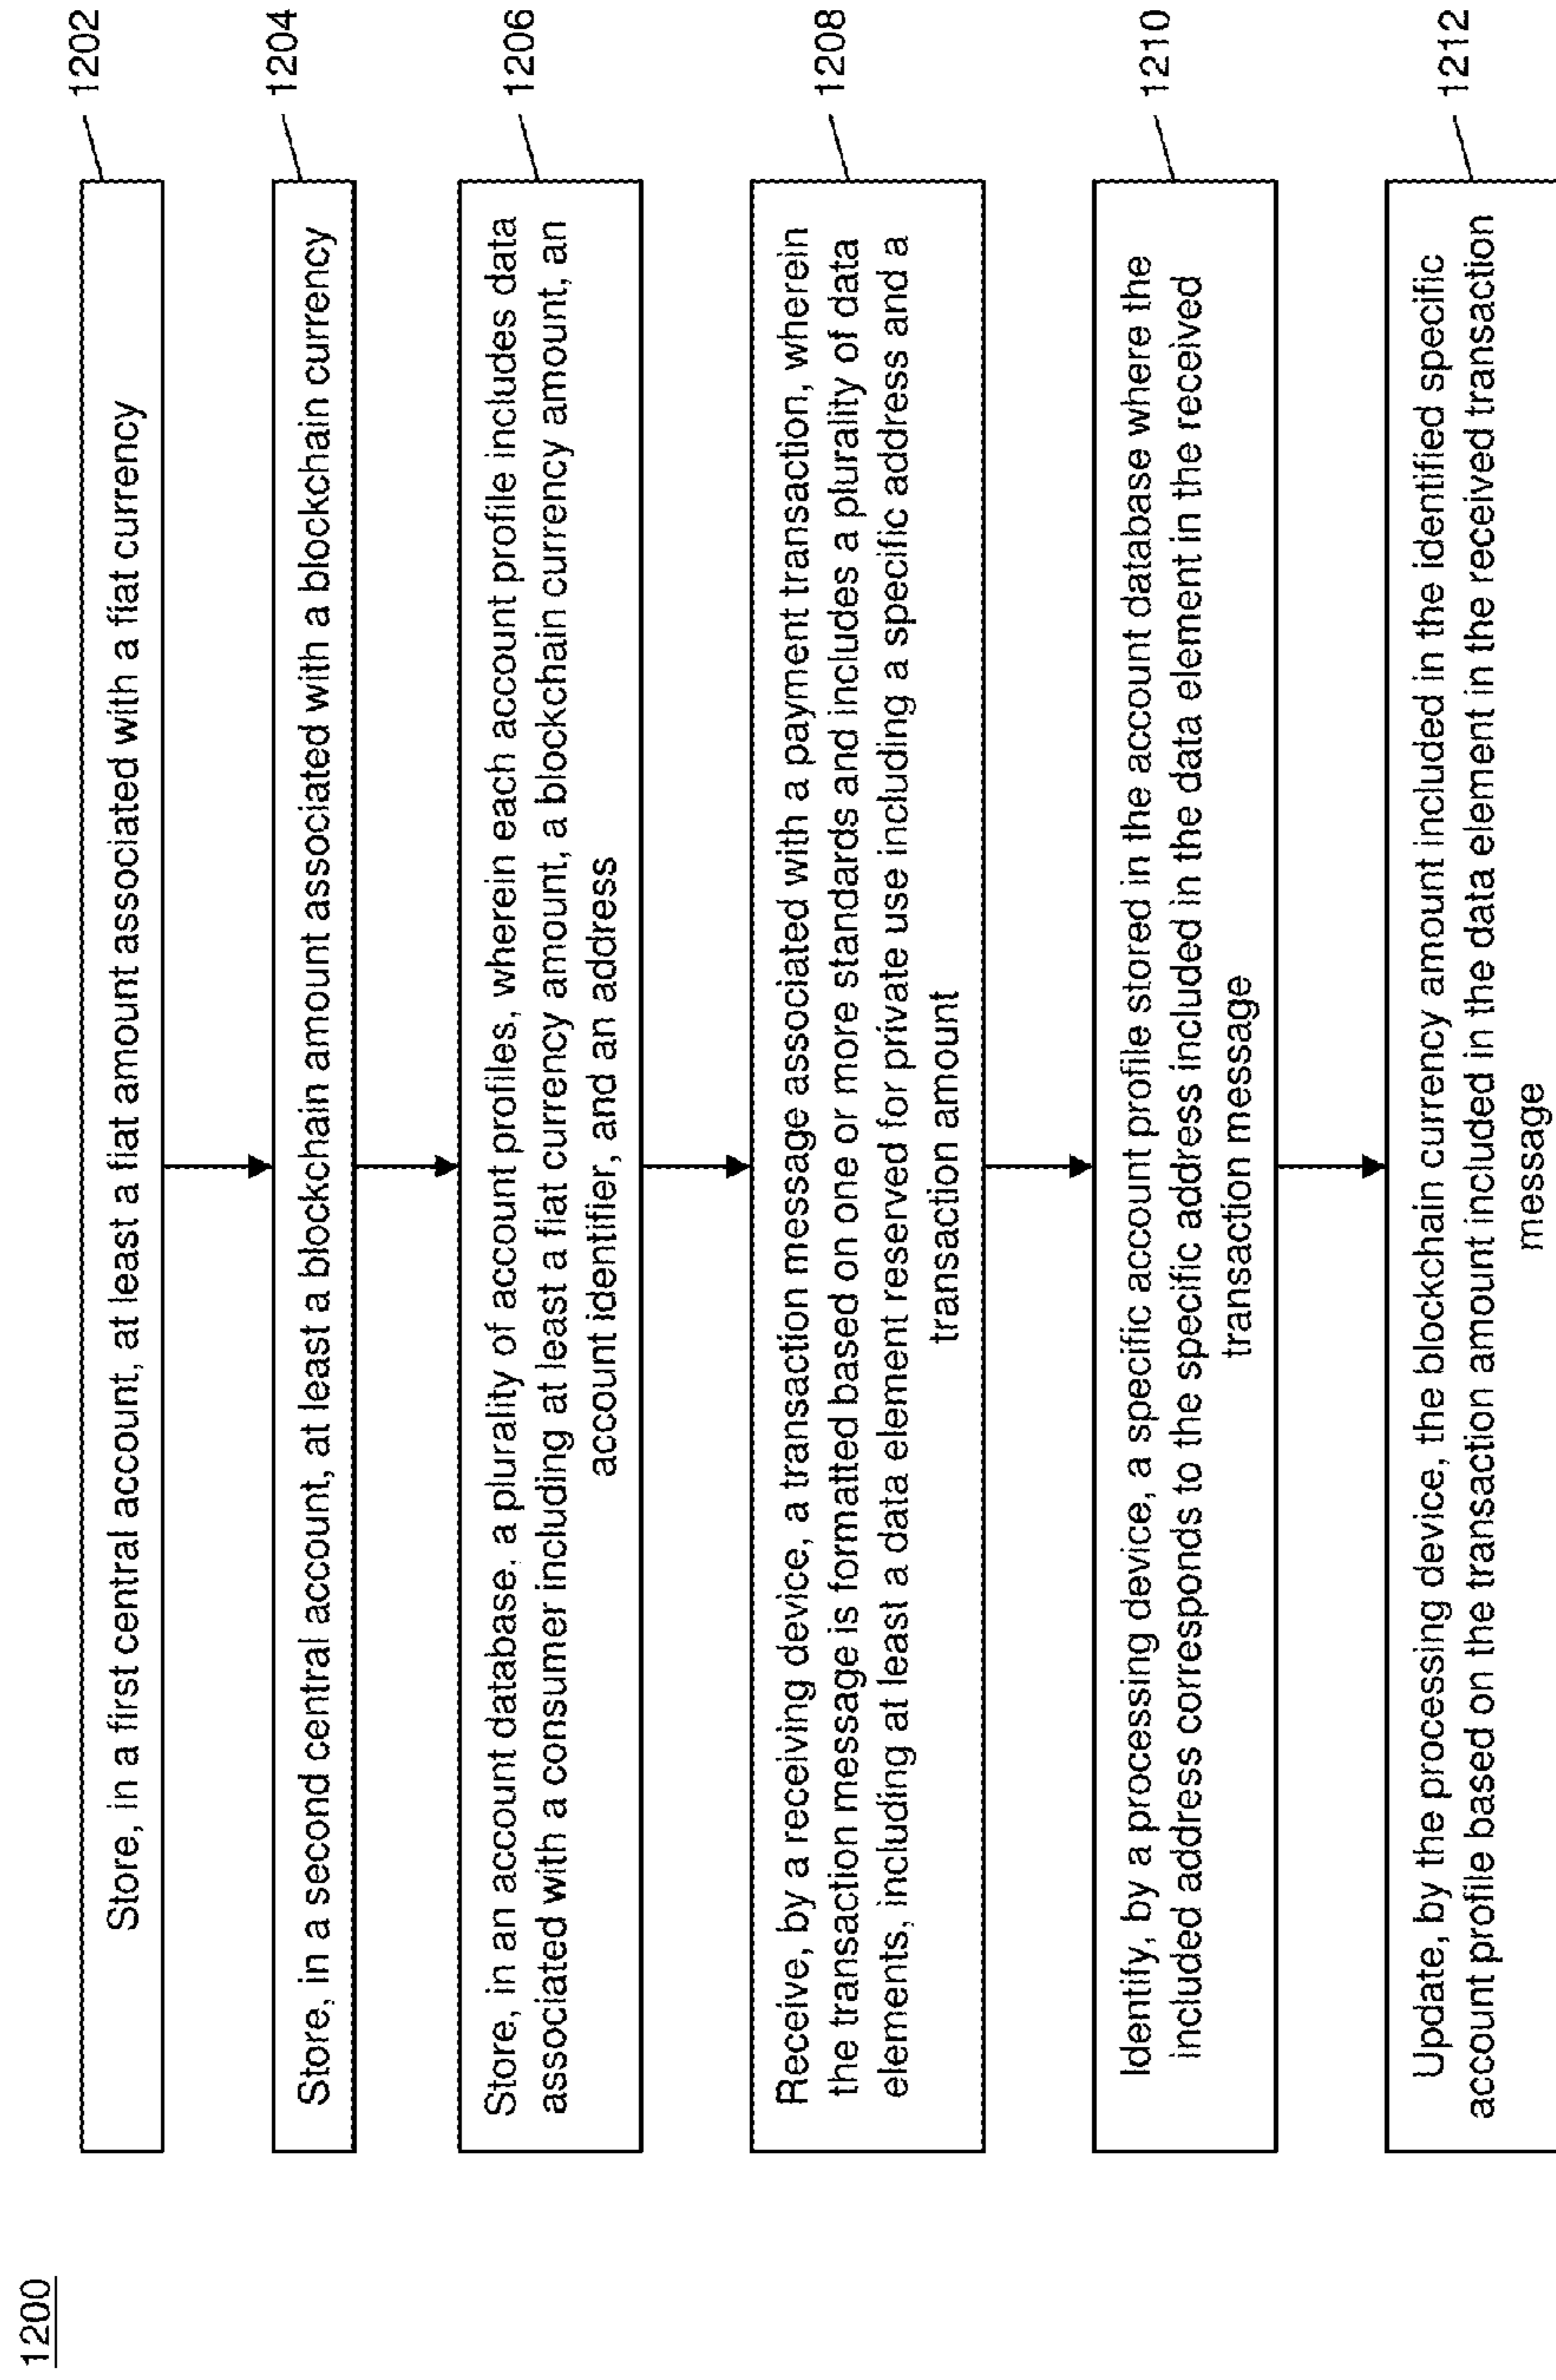 1200
Store, in a first central account, at least a fiat amount associated with a fiat currency
1202
Store, in a second central account, at least a blockchain amount associated with a blockchain currency
1204
Store, in an account database, a plurality of account profiles, wherein each account profile includes data
associated with a consumer including at least a fiat currency amount, a blockchain currency amount, an
account identifier, and an address
1206
Receive, by a receiving device, a transaction message associated with a payment transaction, wherein
the transaction message is formatted based on one or more standards and includes a plurality of data
elements, including at least a data element reserved for private use including a specific address and a
transaction amount
1208
Identify, by a processing device, a specific account profile stored in the account database where the
included address corresponds to the specific address included in the data element in the received
transaction message
1210
Update, by the processing device, the blockchain currency amount included in the identified specific
account profile based on the transaction amount included in the data element in the received transaction
message
1212